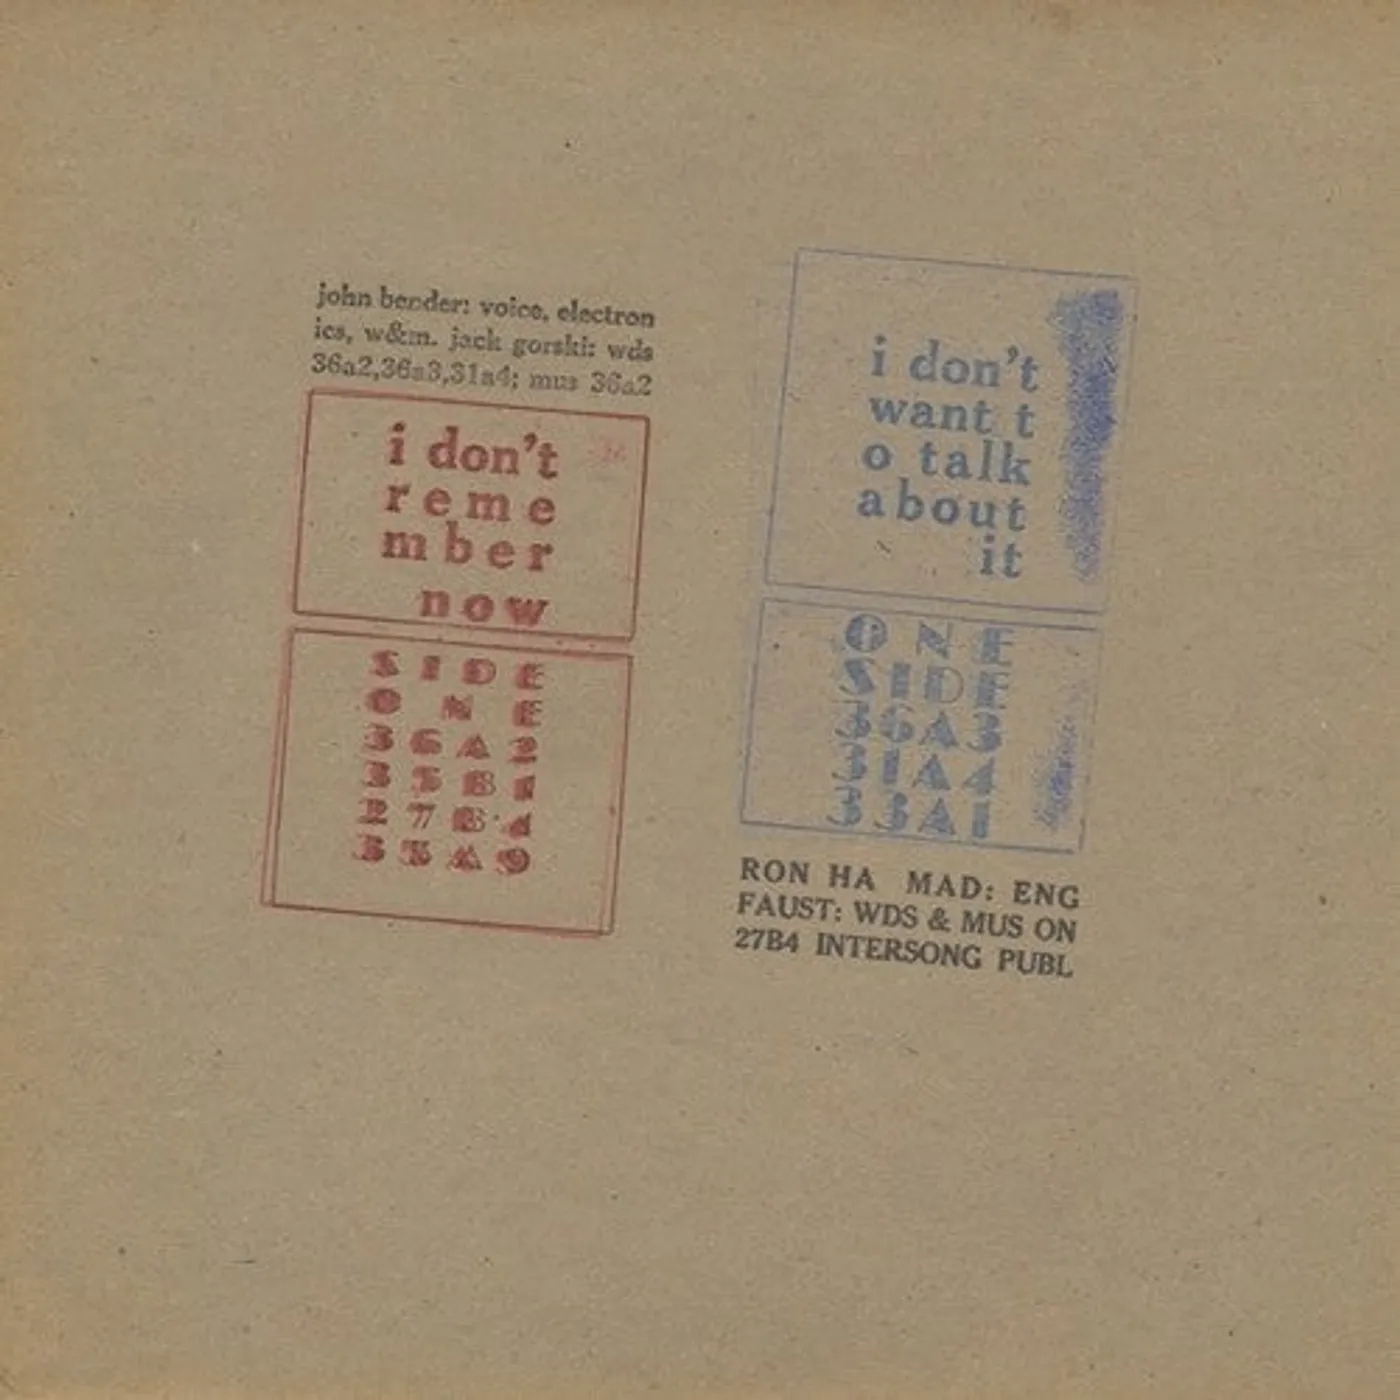 john bender: voice, electron
ics, w&m. jack gorski: wds
36a2,36a3,31a4; mus 36a2
i don't
reme
mber
now
SIDE
ONE
36A2
35B1
27B4
35A9
i don't
want t
o talk
about
it
ONE
SIDE
36A3
31A4
33A1
RON HA MAD: ENG
FAUST: WDS & MUS ON
27B4 INTERSONG PUBL